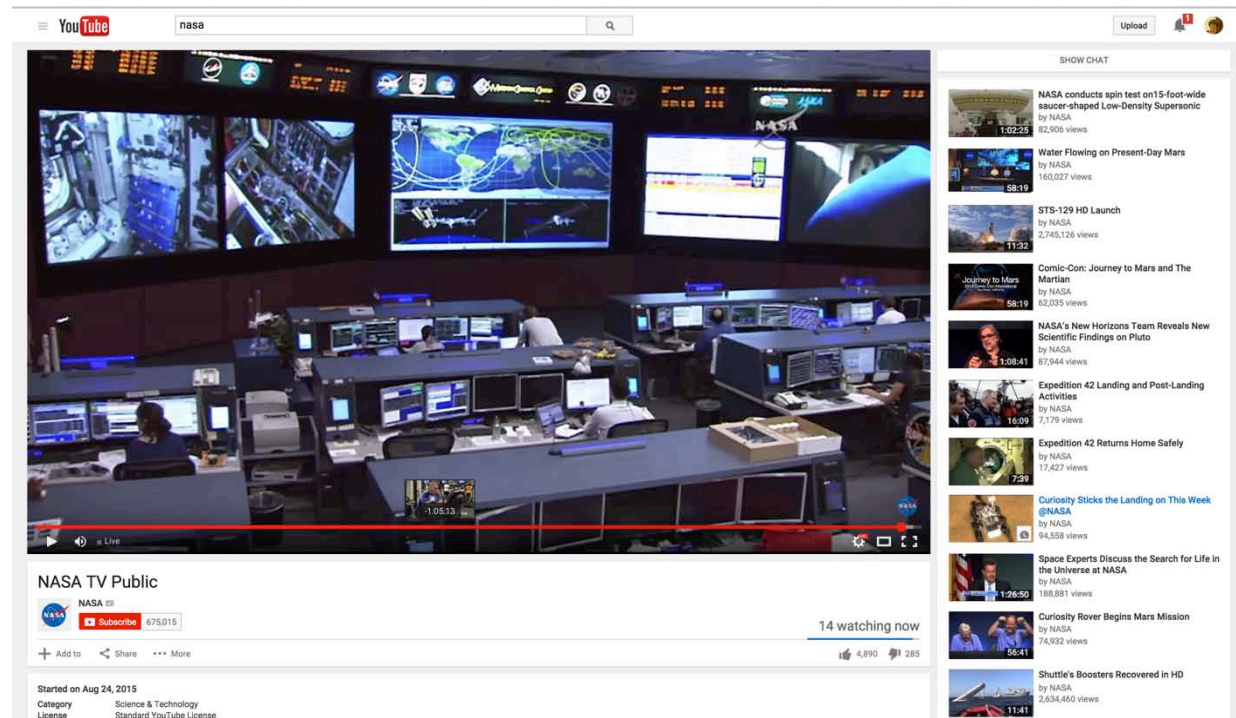 YouTube
nasa
Upload
1
NASA
-1:05:13
Live
NASA
NASA TV Public
NASA
NASA
Subscribe 675,015
14 watching now
Add to Share More
4,890 285
Started on Aug 24, 2015
Category Science & Technology
License Standard YouTube License
SHOW CHAT
NASA conducts spin test on15-foot-wide
saucer-shaped Low-Density Supersonic
by NASA
1:02:25 82,906 views
Water Flowing on Present-Day Mars
by NASA
160,027 views
58:19
STS-129 HD Launch
by NASA
2,745,126 views
11:32
Comic-Con: Journey to Mars and The
Martian
by NASA
Journey to Mars
58:19 62,035 views
NASA's New Horizons Team Reveals New
Scientific Findings on Pluto
by NASA
1:08:41 87,944 views
Expedition 42 Landing and Post-Landing
Activities
by NASA
16:09 7,179 views
Expedition 42 Returns Home Safely
by NASA
17,427 views
7:39
Curiosity Sticks the Landing on This Week
@NASA
by NASA
94,558 views
Space Experts Discuss the Search for Life in
the Universe at NASA
by NASA
1:26:50 188,881 views
Curiosity Rover Begins Mars Mission
by NASA
74,932 views
56:41
Shuttle's Boosters Recovered in HD
by NASA
2,634,460 views
11:41